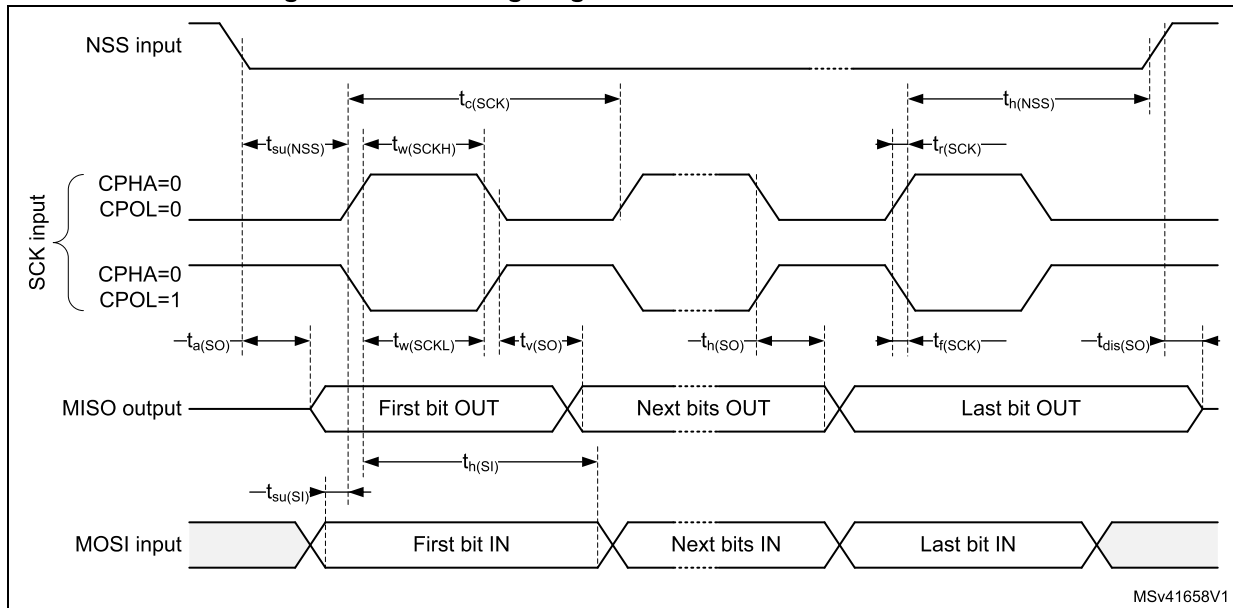 NSS input
tc(SCK)
th(NSS)
tsu(NSS)
tw(SCKH)
tr(SCK)
SCK input
CPHA=0
CPOL=0
CPHA=0
CPOL=1
ta(SO)
tw(SCKL)
tv(SO)
th(SO)
tf(SCK)
tdis(SO)
MISO output
First bit OUT
Next bits OUT
Last bit OUT
th(SI)
tsu(SI)
MOSI input
First bit IN
Next bits IN
Last bit IN
MSv41658V1